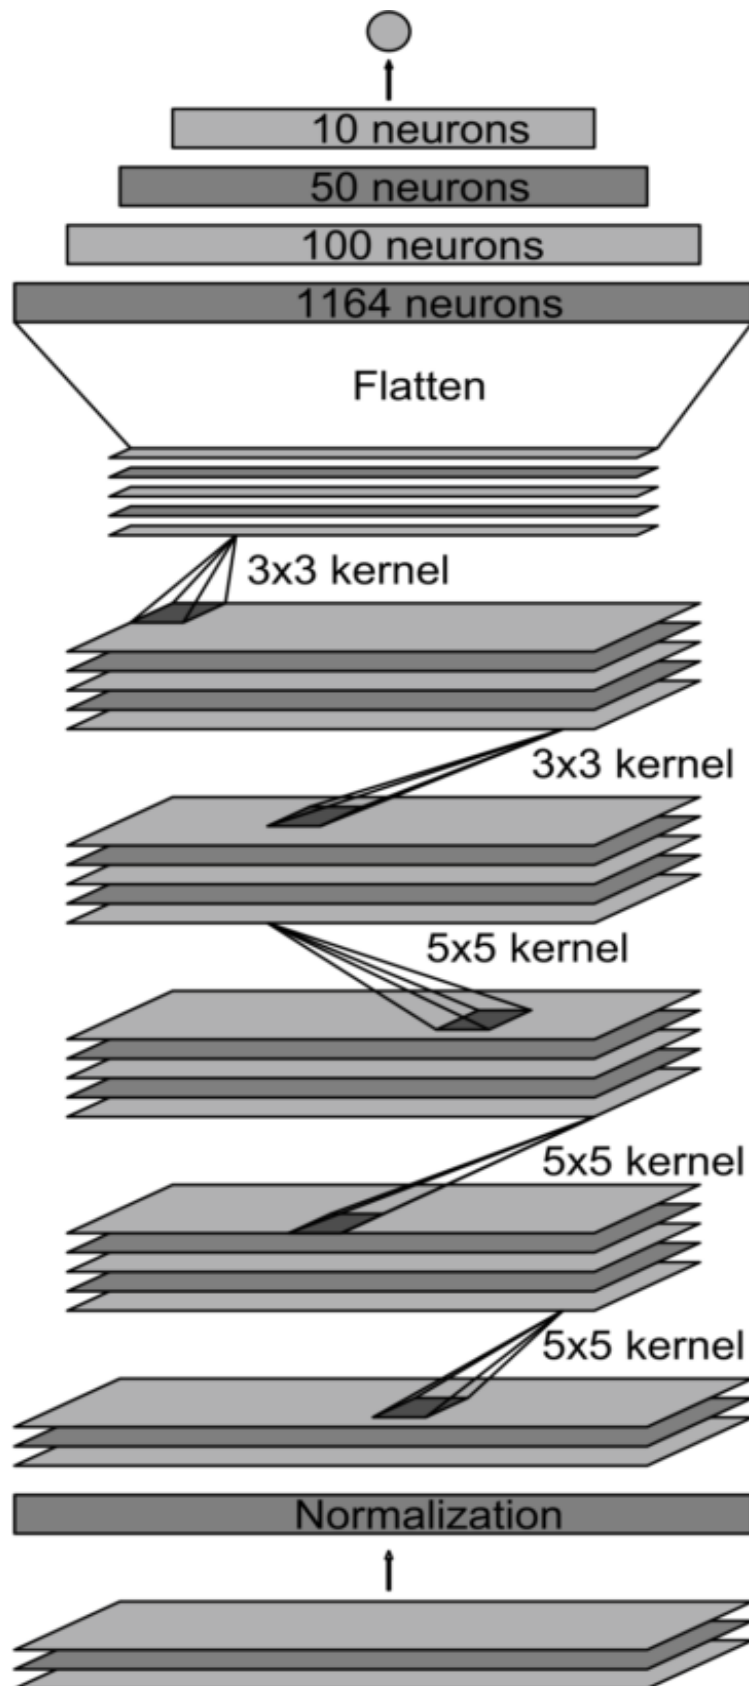 10 neurons
50 neurons
100 neurons
1164 neurons
Flatten
3x3 kernel
3x3 kernel
5x5 kernel
5x5 kernel
5x5 kernel
Normalization